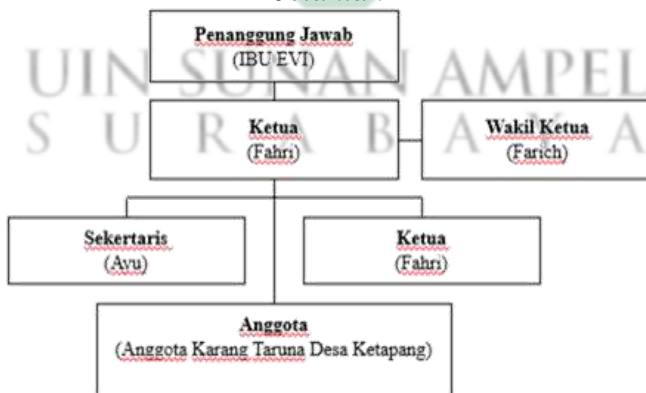 Penanggung Jawab
(IBU EVI)
UIN SUNAN AMPEL
SURABAYA
Ketua
(Fahri)
Wakil Ketua
(Farich)
Sekertaris
(Ayu)
Ketua
(Fahri)
Anggota
(Anggota Karang Taruna Desa Ketapang)